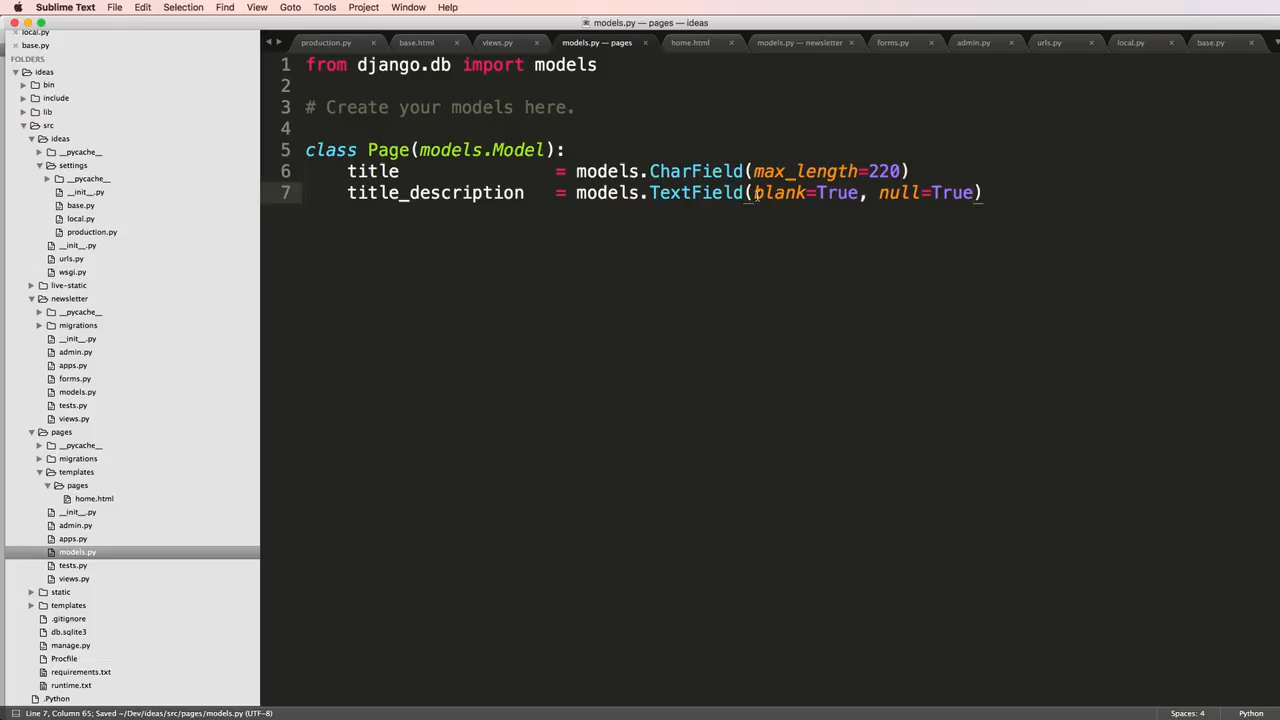 Sublime Text File Edit Selection Find View Goto Tools Project Window Help
models.py — pages — ideas
local.py
base.py
production.py base.html views.py models.py — pages home.html models.py — newsletter forms.py admin.py urls.py local.py base.py
FOLDERS
ideas
bin
include
lib
src
ideas
__pycache__
settings
__pycache__
__init__.py
base.py
local.py
production.py
__init__.py
urls.py
wsgi.py
live-static
newsletter
__pycache__
migrations
__init__.py
admin.py
apps.py
forms.py
models.py
tests.py
views.py
pages
__pycache__
migrations
templates
pages
home.html
__init__.py
admin.py
apps.py
models.py
tests.py
views.py
static
templates
.gitignore
db.sqlite3
manage.py
Procfile
requirements.txt
runtime.txt
.Python
1 from django.db import models
2
3 # Create your models here.
4
5 class Page(models.Model):
6 title = models.CharField(max_length=220)
7 title_description = models.TextField(blank=True, null=True)
Line 7, Column 65; Saved ~/Dev/ideas/src/pages/models.py (UTF-8) Spaces: 4 Python